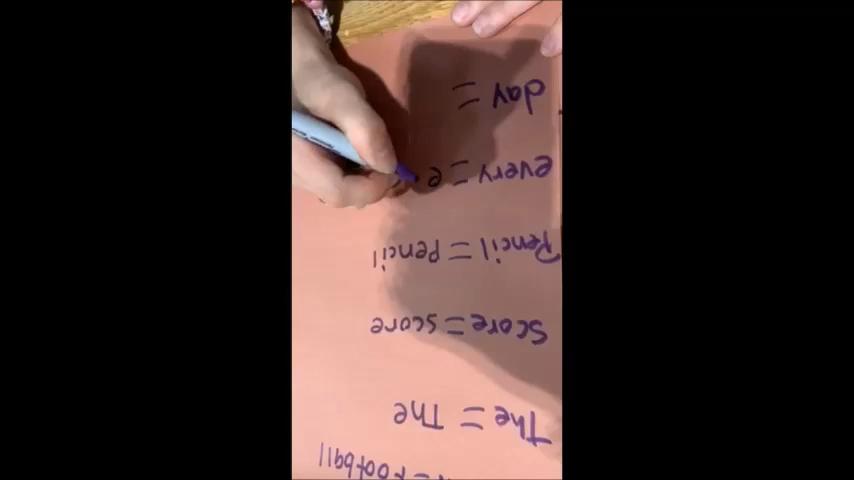 = Football
The = The
Score = score
Pencil = Pencil
every = e
day =